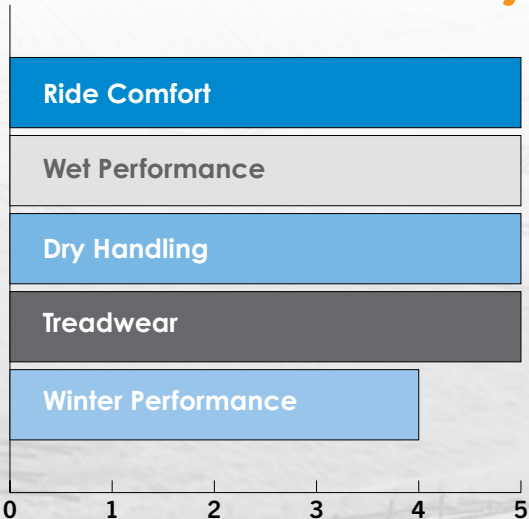 Ride Comfort
Wet Performance
Dry Handling
Treadwear
Winter Performance
0 1 2 3 4 5